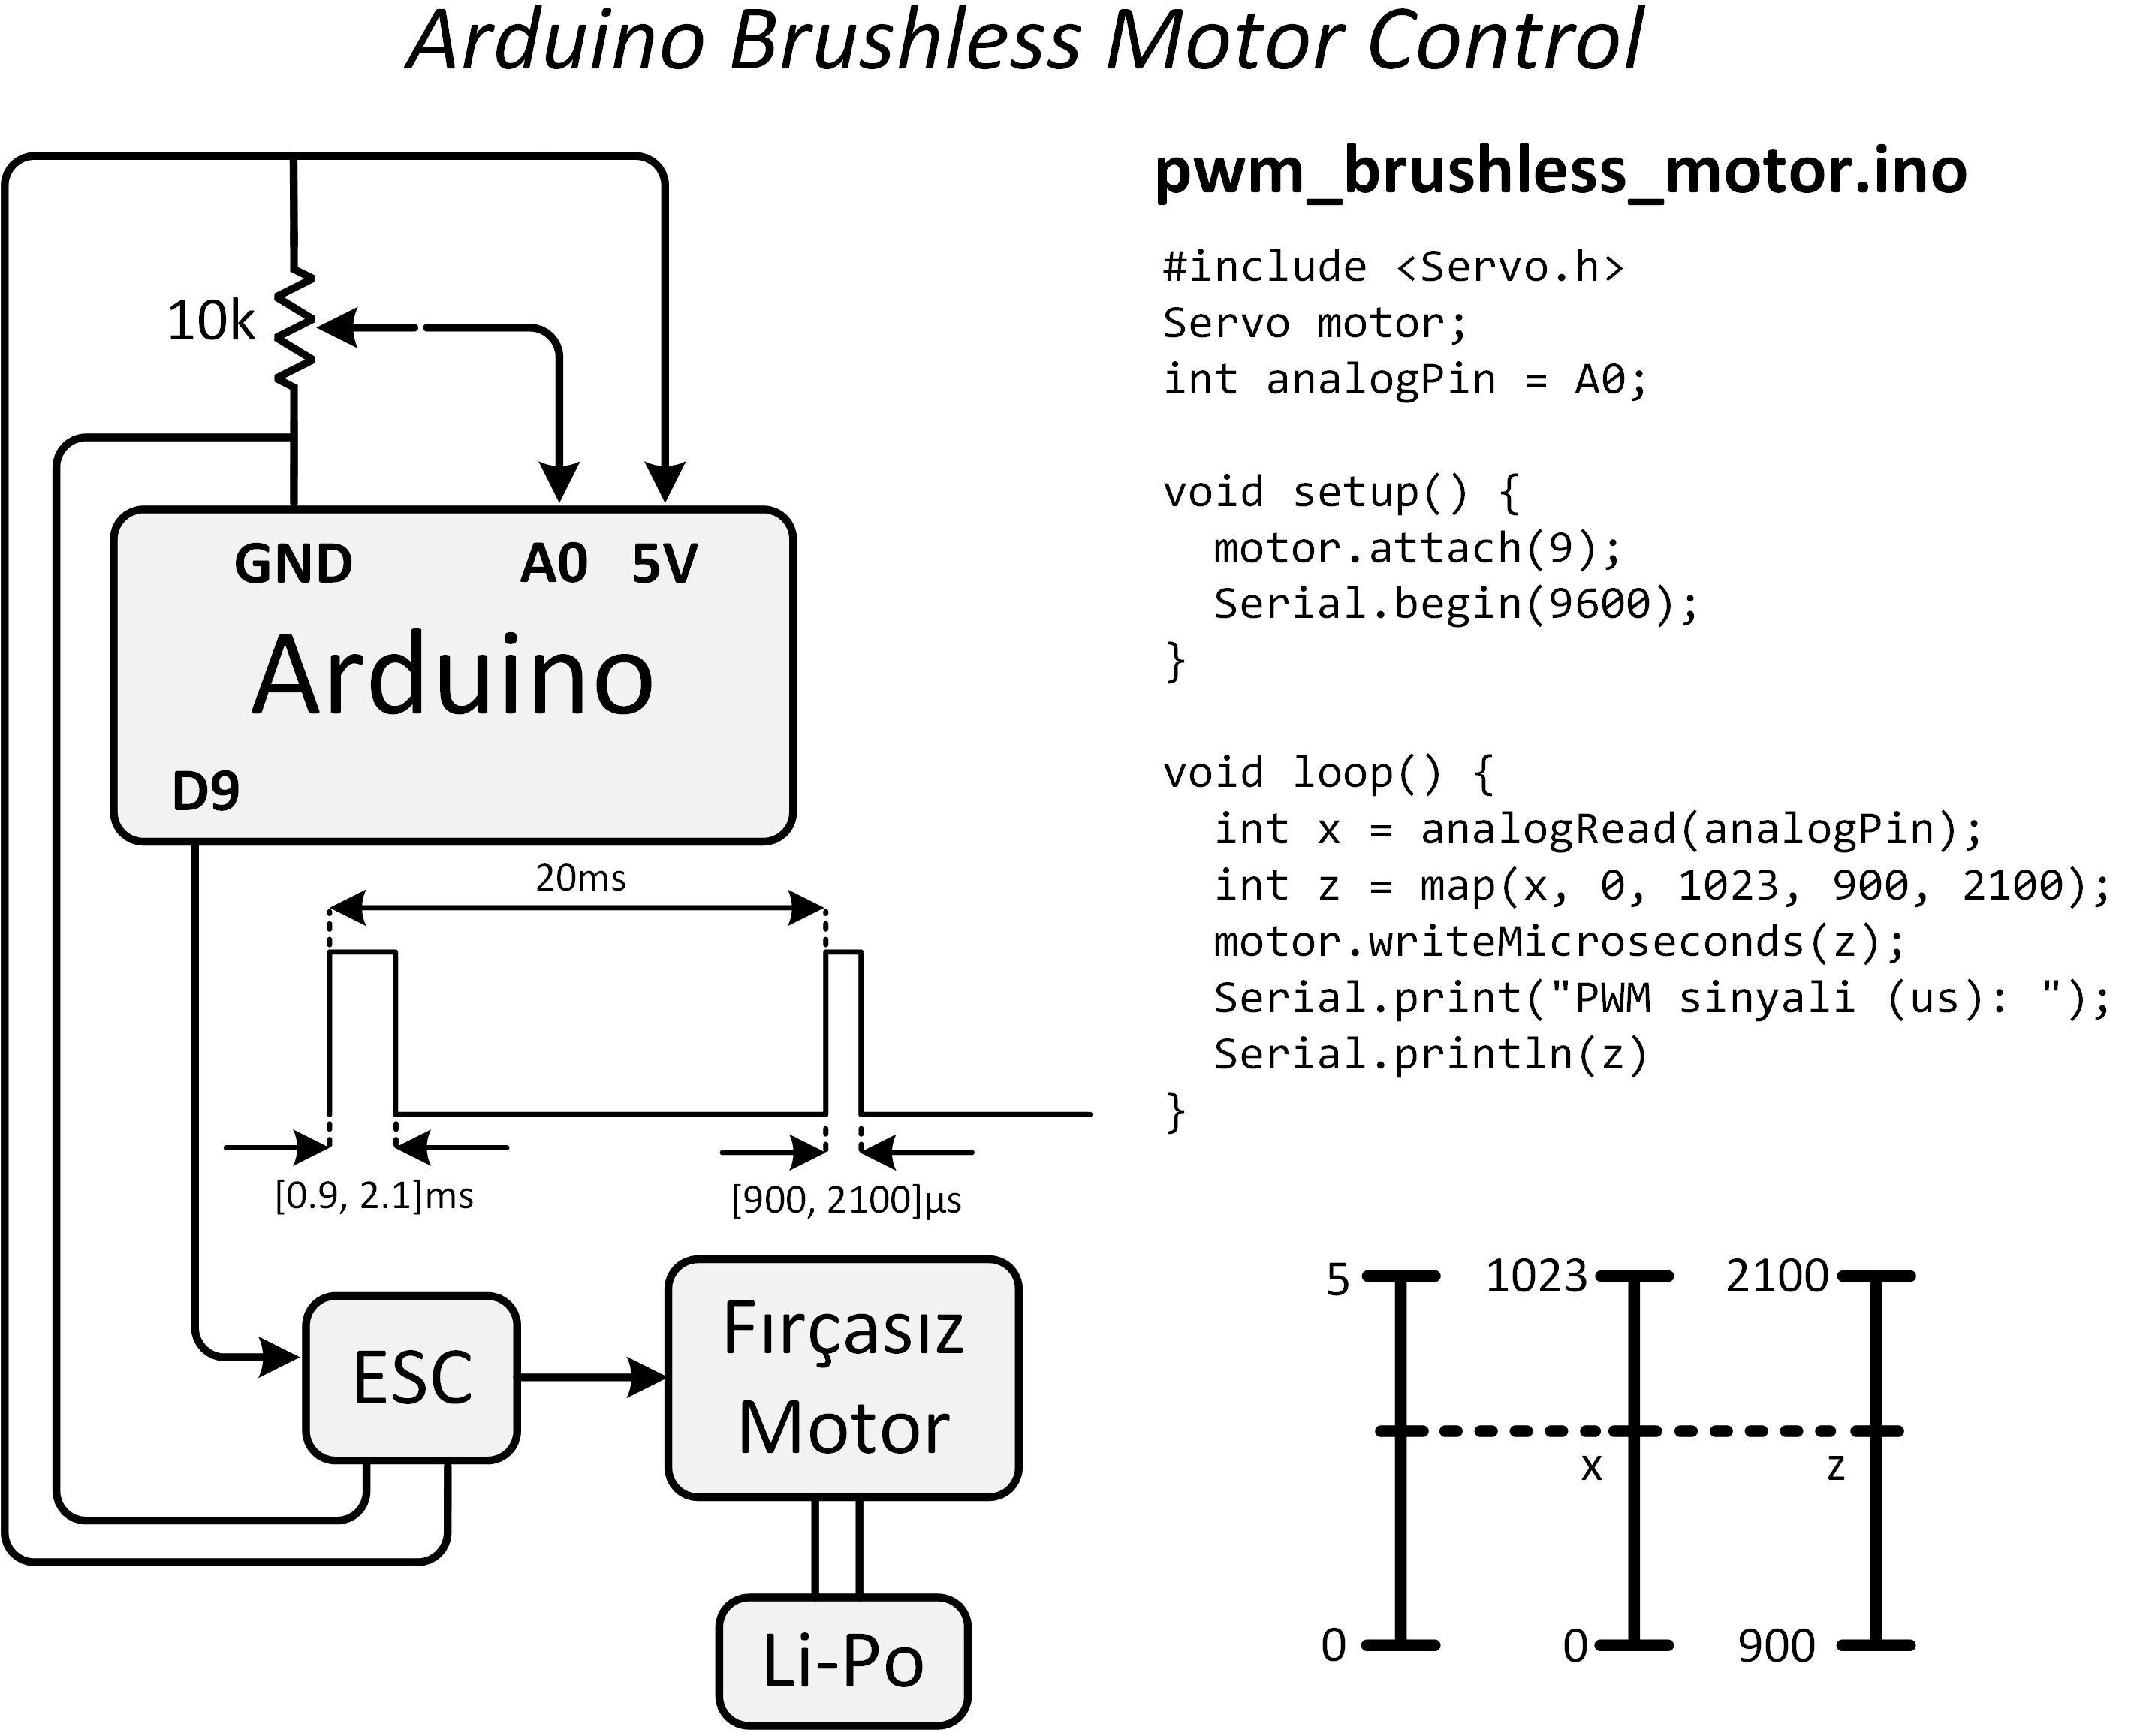 Arduino Brushless Motor Control
10k
GND A0 5V
Arduino
D9
20ms
[0.9, 2.1]ms
[900, 2100]µs
ESC
Fırçasız
Motor
Li-Po
pwm_brushless_motor.ino
#include <Servo.h>
Servo motor;
int analogPin = A0;
void setup() {
  motor.attach(9);
  Serial.begin(9600);
}
void loop() {
  int x = analogRead(analogPin);
  int z = map(x, 0, 1023, 900, 2100);
  motor.writeMicroseconds(z);
  Serial.print("PWM sinyali (us): ");
  Serial.println(z)
}
5 1023 2100
x z
0 0 900